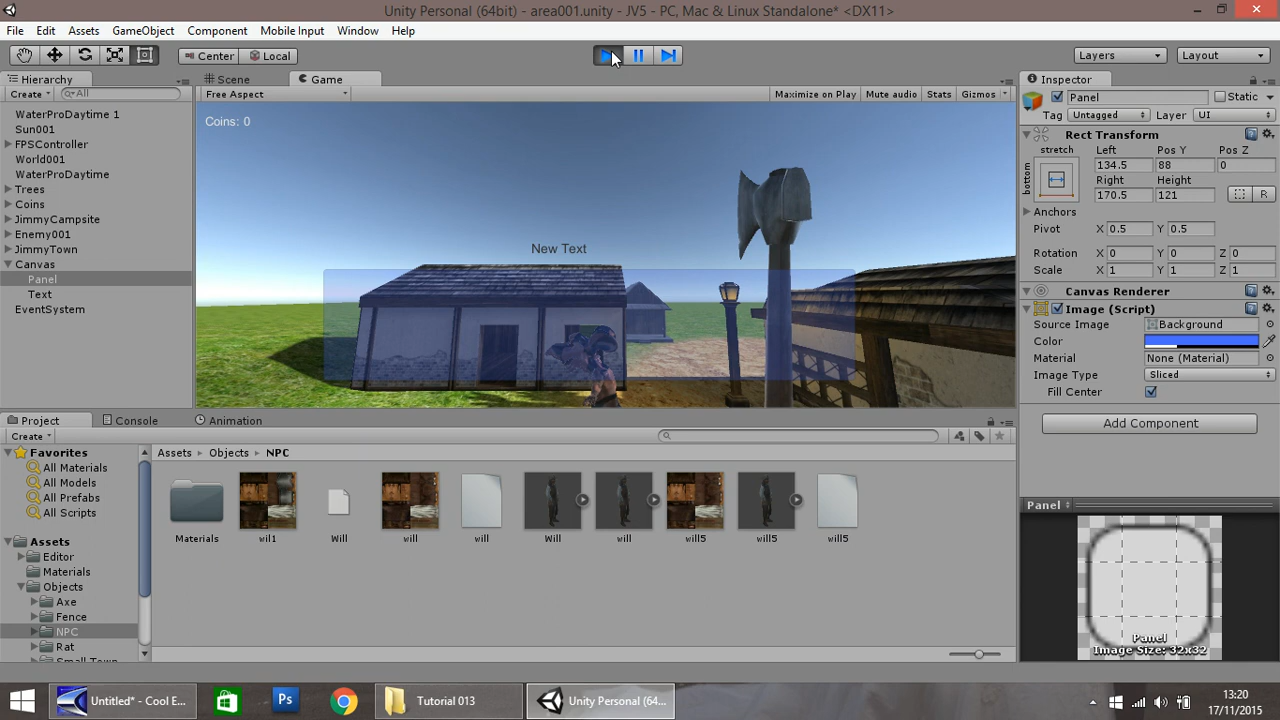 Unity Personal (64bit) - area001.unity - JV5 - PC, Mac & Linux Standalone* <DX11>
File Edit Assets GameObject Component Mobile Input Window Help
Center Local Layers Layout
Hierarchy Scene Game Inspector
Create All Free Aspect Maximize on Play Mute audio Stats Gizmos Panel Static
WaterProDaytime 1
Sun001
FPSController
World001
WaterProDaytime
Trees
Coins
JimmyCampsite
Enemy001
JimmyTown
Canvas
Panel
Text
EventSystem
Coins: 0
New Text
Tag Untagged Layer UI
Rect Transform
stretch Left Pos Y Pos Z
134.5 88 0
bottom Right Height
170.5 121 R
Anchors
Pivot X 0.5 Y 0.5
Rotation X 0 Y 0 Z 0
Scale X 1 Y 1 Z 1
Canvas Renderer
Image (Script)
Source Image Background
Color
Material None (Material)
Image Type Sliced
Fill Center
Add Component
Project Console Animation
Create
Favorites
All Materials
All Models
All Prefabs
All Scripts
Assets
Editor
Materials
Objects
Axe
Fence
NPC
Rat
Assets Objects NPC
Materials wil1 Will will will Will will will5 will5 will5
Panel
Panel
Image Size: 32x32
Untitled* - Cool E... Ps Tutorial 013 Unity Personal (64...
13:20
17/11/2015